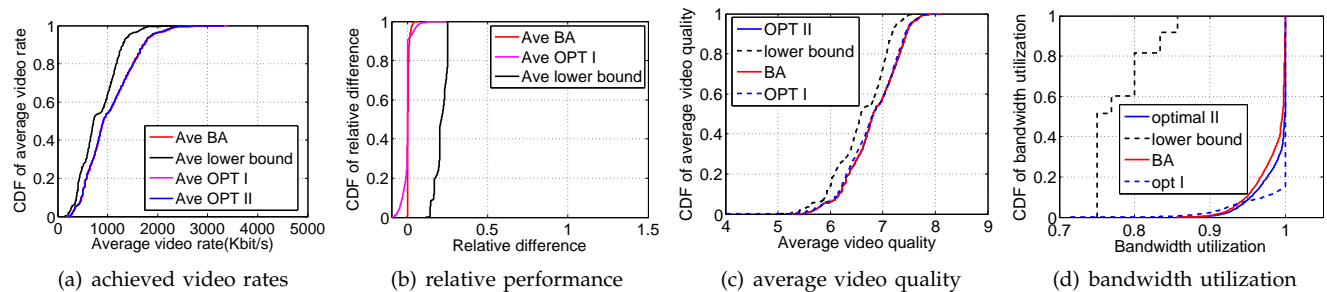 CDF of average video rate
1
0.8
0.6
0.4
0.2
0
Ave BA
Ave lower bound
Ave OPT I
Ave OPT II
0 1000 2000 3000 4000 5000
Average video rate(Kbit/s)
(a) achieved video rates
CDF of relative difference
1
0.8
0.6
0.4
0.2
0
Ave BA
Ave OPT I
Ave lower bound
0 0.5 1 1.5
Relative difference
(b) relative performance
CDF of average video quality
1
0.8
0.6
0.4
0.2
0
OPT II
lower bound
BA
OPT I
4 5 6 7 8 9
Average video quality
(c) average video quality
CDF of bandwidth utilization
1
0.8
0.6
0.4
0.2
0
optimal II
lower bound
BA
opt I
0.7 0.8 0.9 1
Bandwidth utilization
(d) bandwidth utilization